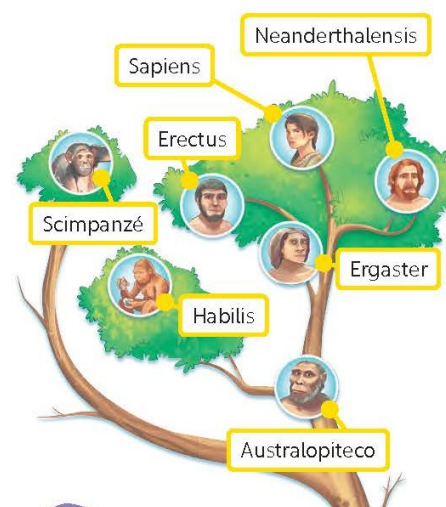 Neanderthalensis
Sapiens
Erectus
Scimpanzé
Ergaster
Habilis
Australopiteco